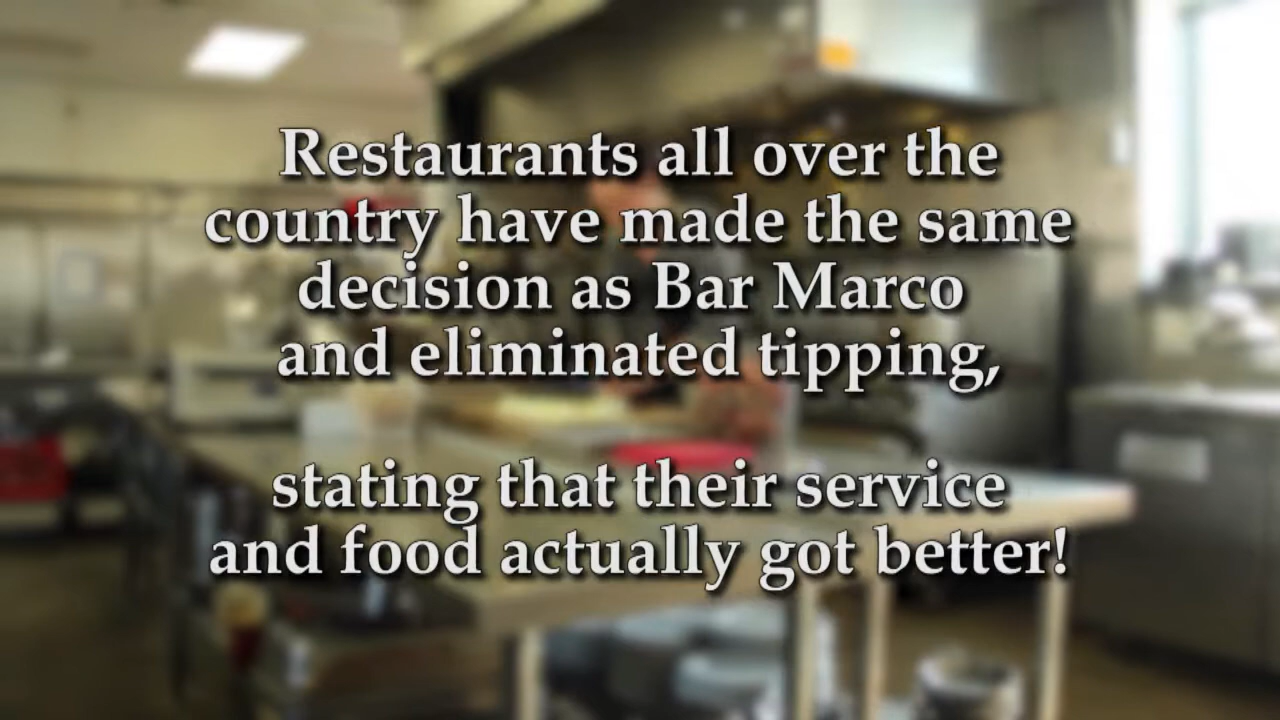 Restaurants all over the
country have made the same
decision as Bar Marco
and eliminated tipping,
stating that their service
and food actually got better!